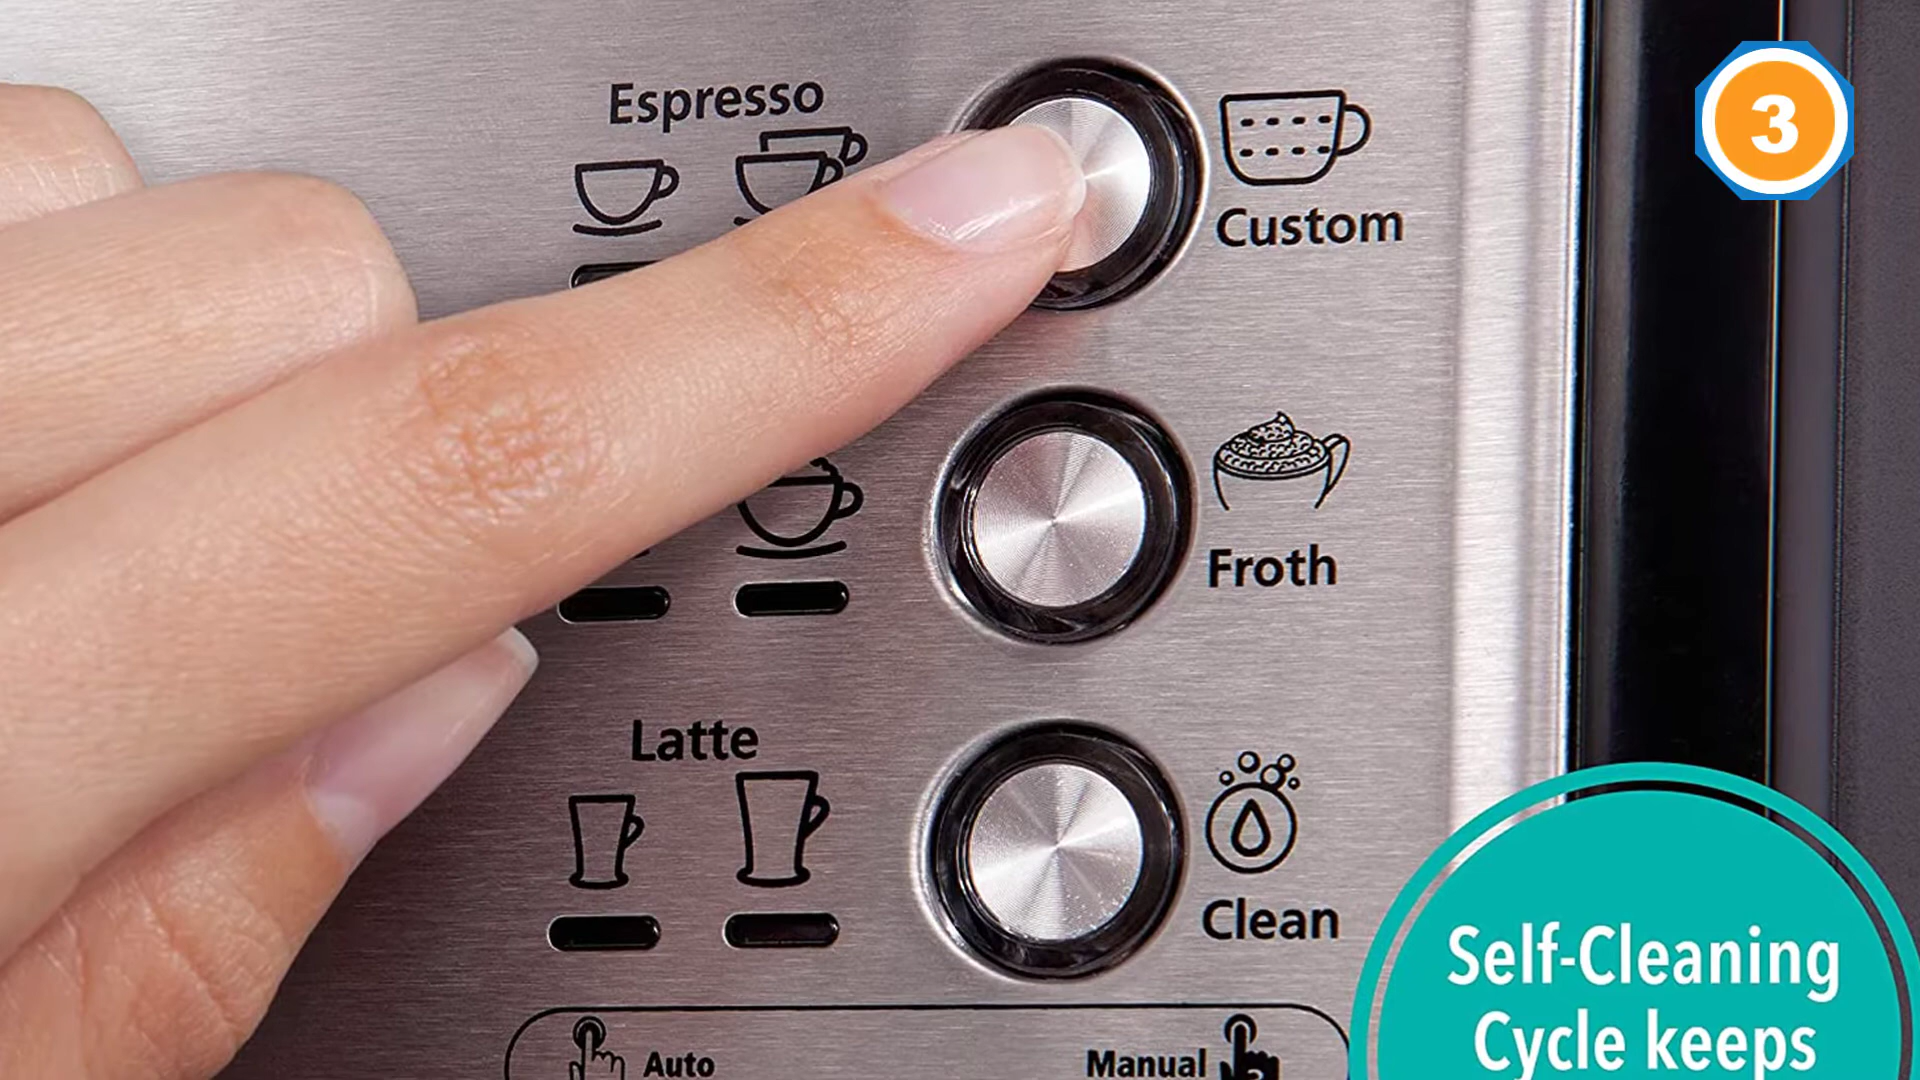 3
Espresso
Custom
Froth
Latte
Clean
Auto
Manual
Self-Cleaning
Cycle keeps